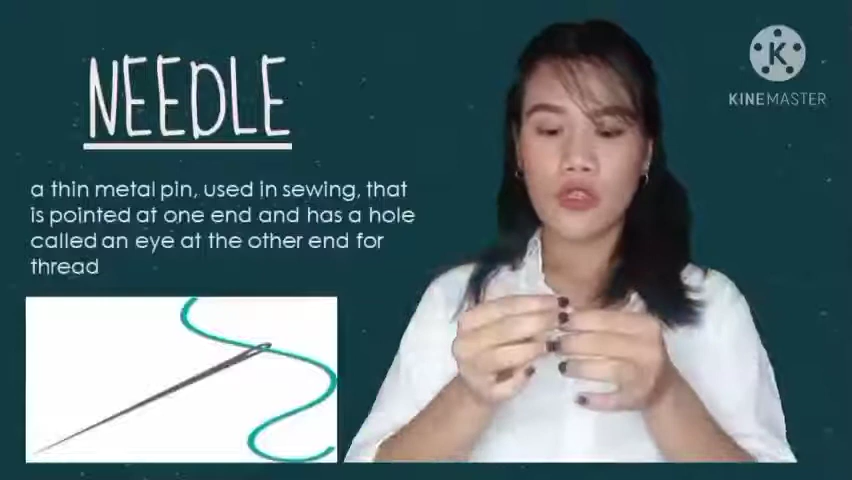 NEEDLE
a thin metal pin, used in sewing, that
is pointed at one end and has a hole
called an eye at the other end for
thread
K
KINEMASTER